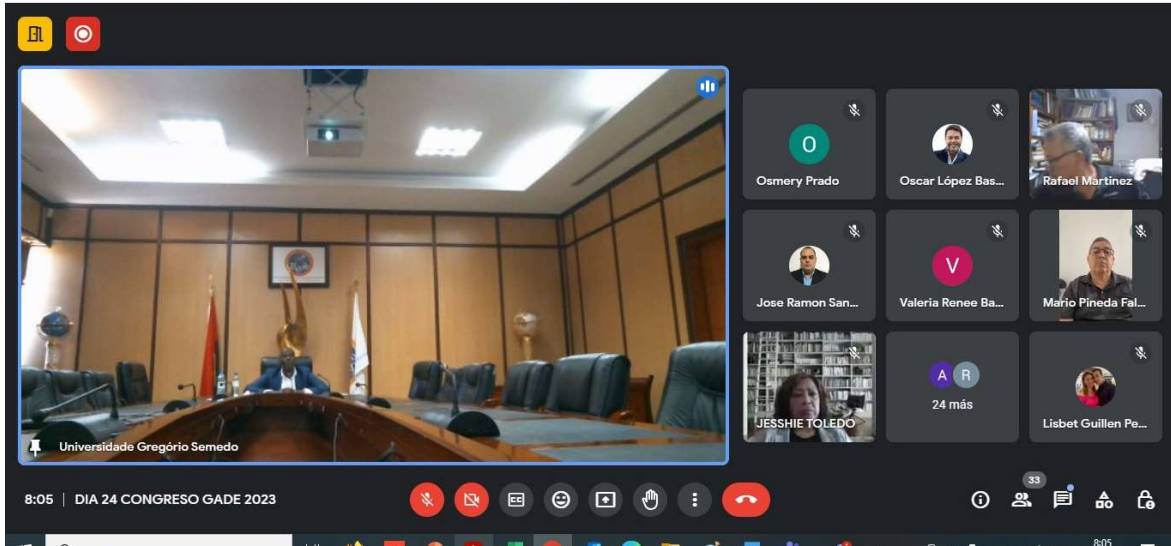 Universidade Gregório Semedo
O
Osmery Prado
Oscar López Bas...
Rafael Martinez
Jose Ramon San...
V
Valeria Renee Ba...
Mario Pineda Fal...
JESSHIE TOLEDO
A R
24 más
Lisbet Guillen Pe...
8:05 | DIA 24 CONGRESO GADE 2023
CC
33
8:05